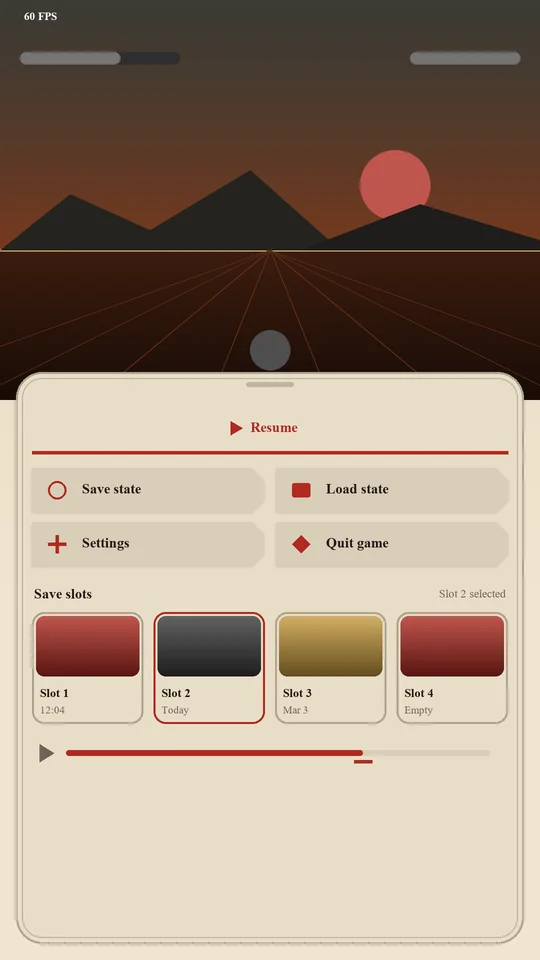 60 FPS
Resume
Save state
Load state
Settings
Quit game
Save slots
Slot 2 selected
Slot 1
12:04
Slot 2
Today
Slot 3
Mar 3
Slot 4
Empty